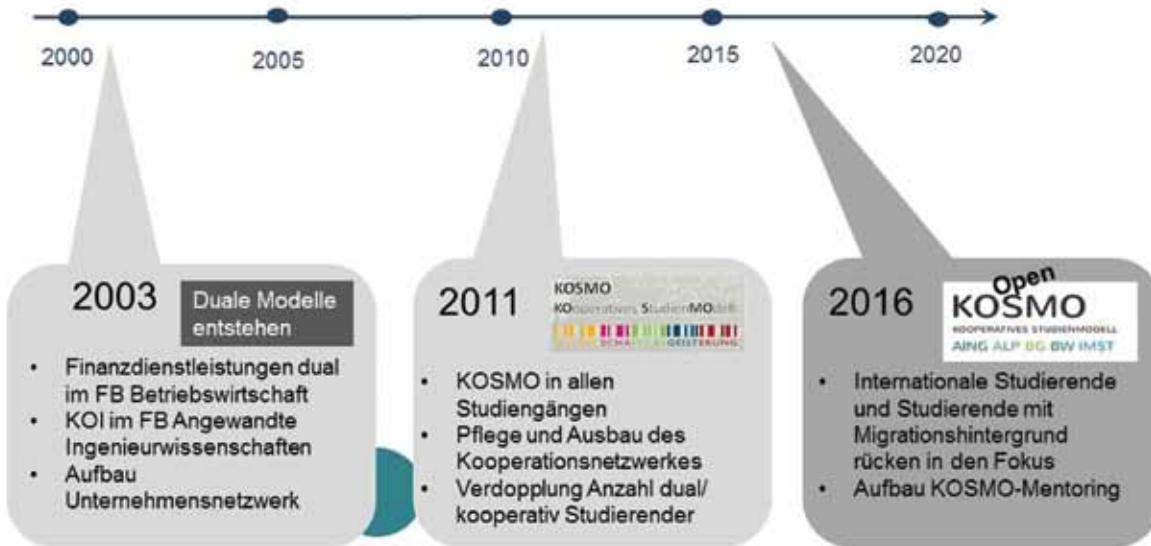 2000
2005
2010
2015
2020
2003
Duale Modelle
entstehen
• Finanzdienstleistungen dual
im FB Betriebswirtschaft
• KOI im FB Angewandte
Ingenieurwissenschaften
• Aufbau
Unternehmensnetzwerk
2011
KOSMO
KOoperatives StudienMOdell
• KOSMO in allen
Studiengängen
• Pflege und Ausbau des
Kooperationsnetzwerkes
• Verdopplung Anzahl dual/
kooperativ Studierender
2016
Open
KOSMO
KOOPERATIVES STUDIENMODELL
AING ALP BG BW IMST
• Internationale Studierende
und Studierende mit
Migrationshintergrund
rücken in den Fokus
• Aufbau KOSMO-Mentoring